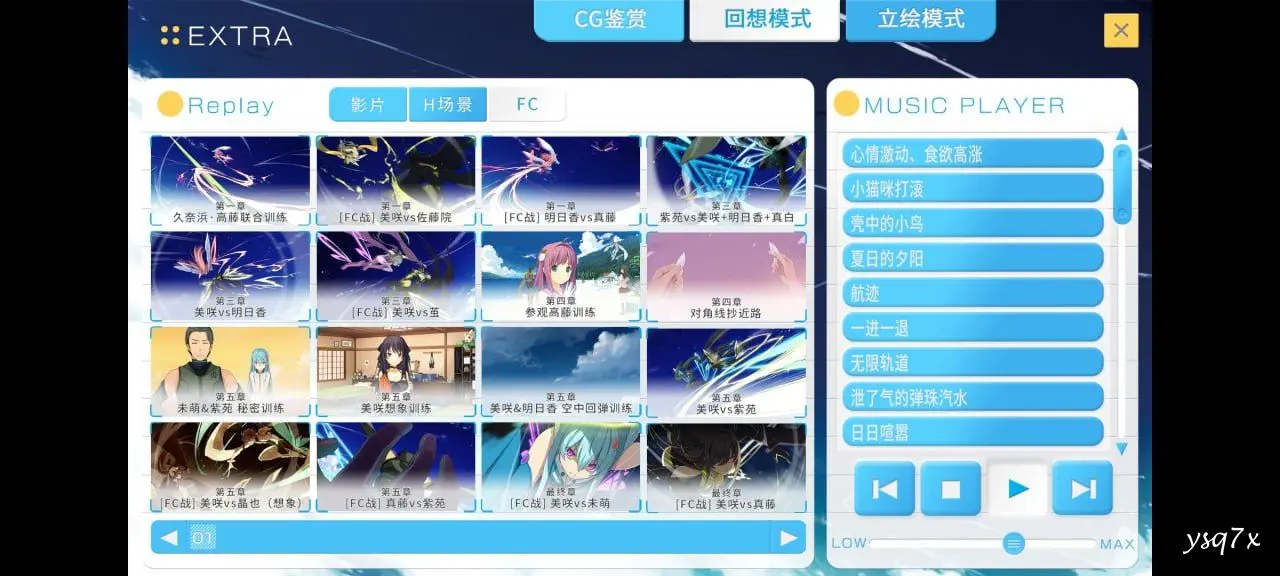 EXTRA
CG鉴赏
回想模式
立绘模式
Replay
影片
H场景
FC
第一章
久奈浜·高藤联合训练
第一章
[FC战] 美咲vs佐藤院
第一章
[FC战] 明日香vs真藤
第三章
紫苑vs美咲+明日香+真白
第三章
美咲vs明日香
第三章
[FC战] 美咲vs茧
第四章
参观高藤训练
第四章
对角线抄近路
第五章
未萌&紫苑 秘密训练
第五章
美咲想象训练
第五章
美咲&明日香 空中回弹训练
第五章
美咲vs紫苑
第五章
[FC战] 美咲vs晶也（想象）
第五章
[FC战] 真藤vs紫苑
最终章
[FC战] 美咲vs未萌
最终章
[FC战] 美咲vs真藤
01
MUSIC PLAYER
心情激动、食欲高涨
小猫咪打滚
壳中的小鸟
夏日的夕阳
航迹
一进一退
无限轨道
泄了气的弹珠汽水
日日喧嚣
LOW
MAX
ysq7x